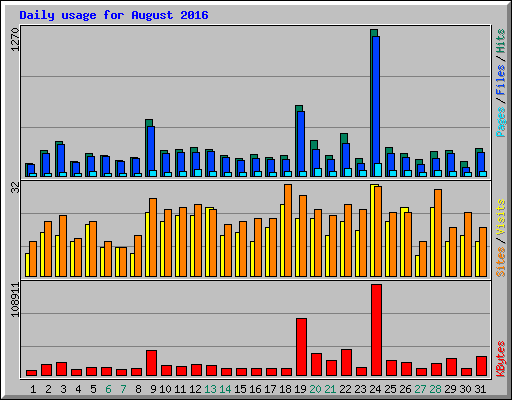 Daily usage for August 2016
1270
Pages / Files / Hits
32
Sites / Visits
108911
KBytes
1 2 3 4 5 6 7 8 9 10 11 12 13 14 15 16 17 18 19 20 21 22 23 24 25 26 27 28 29 30 31